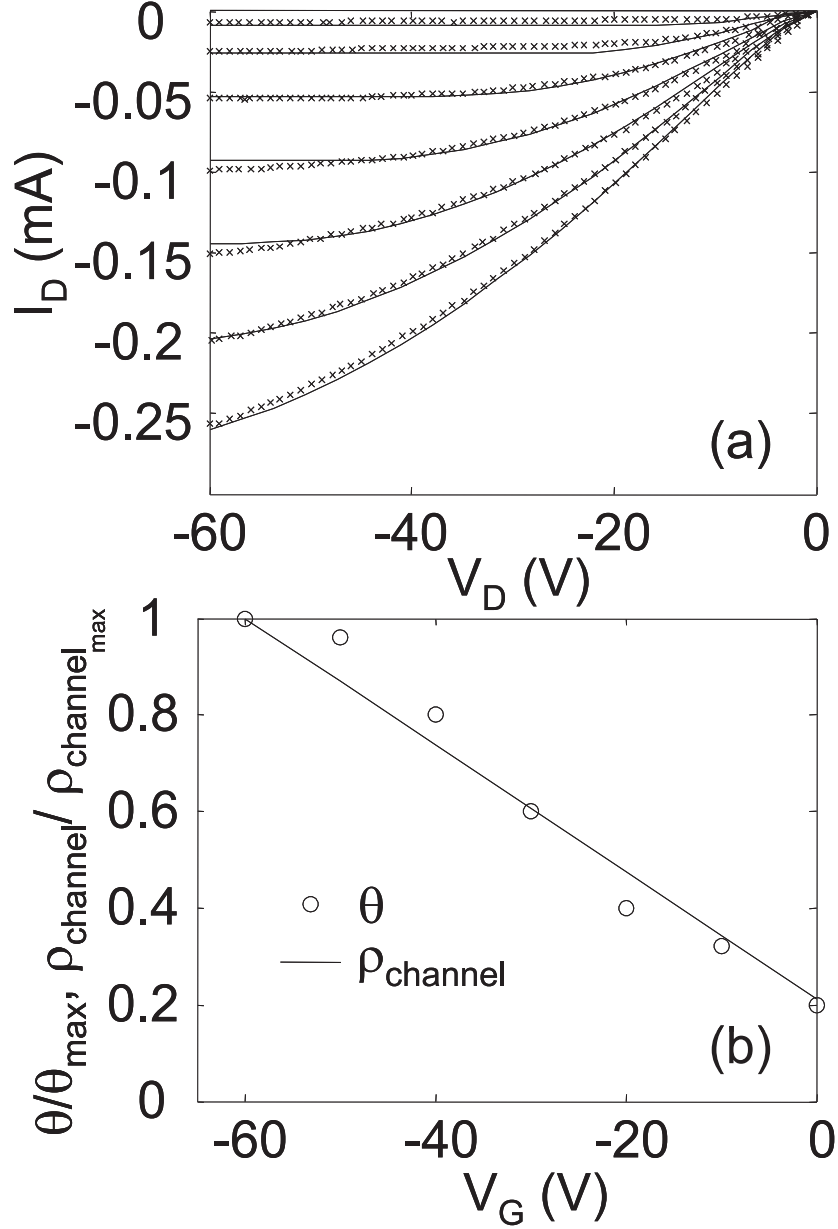 0
-0.05
-0.1
-0.15
-0.2
-0.25
I_D (mA)
(a)
-60 -40 -20 0
V_D (V)
1
0.8
0.6
0.4
0.2
0
θ/θ_max, ρ_channel/ ρ_channel_max
θ
ρ_channel
(b)
-60 -40 -20 0
V_G (V)